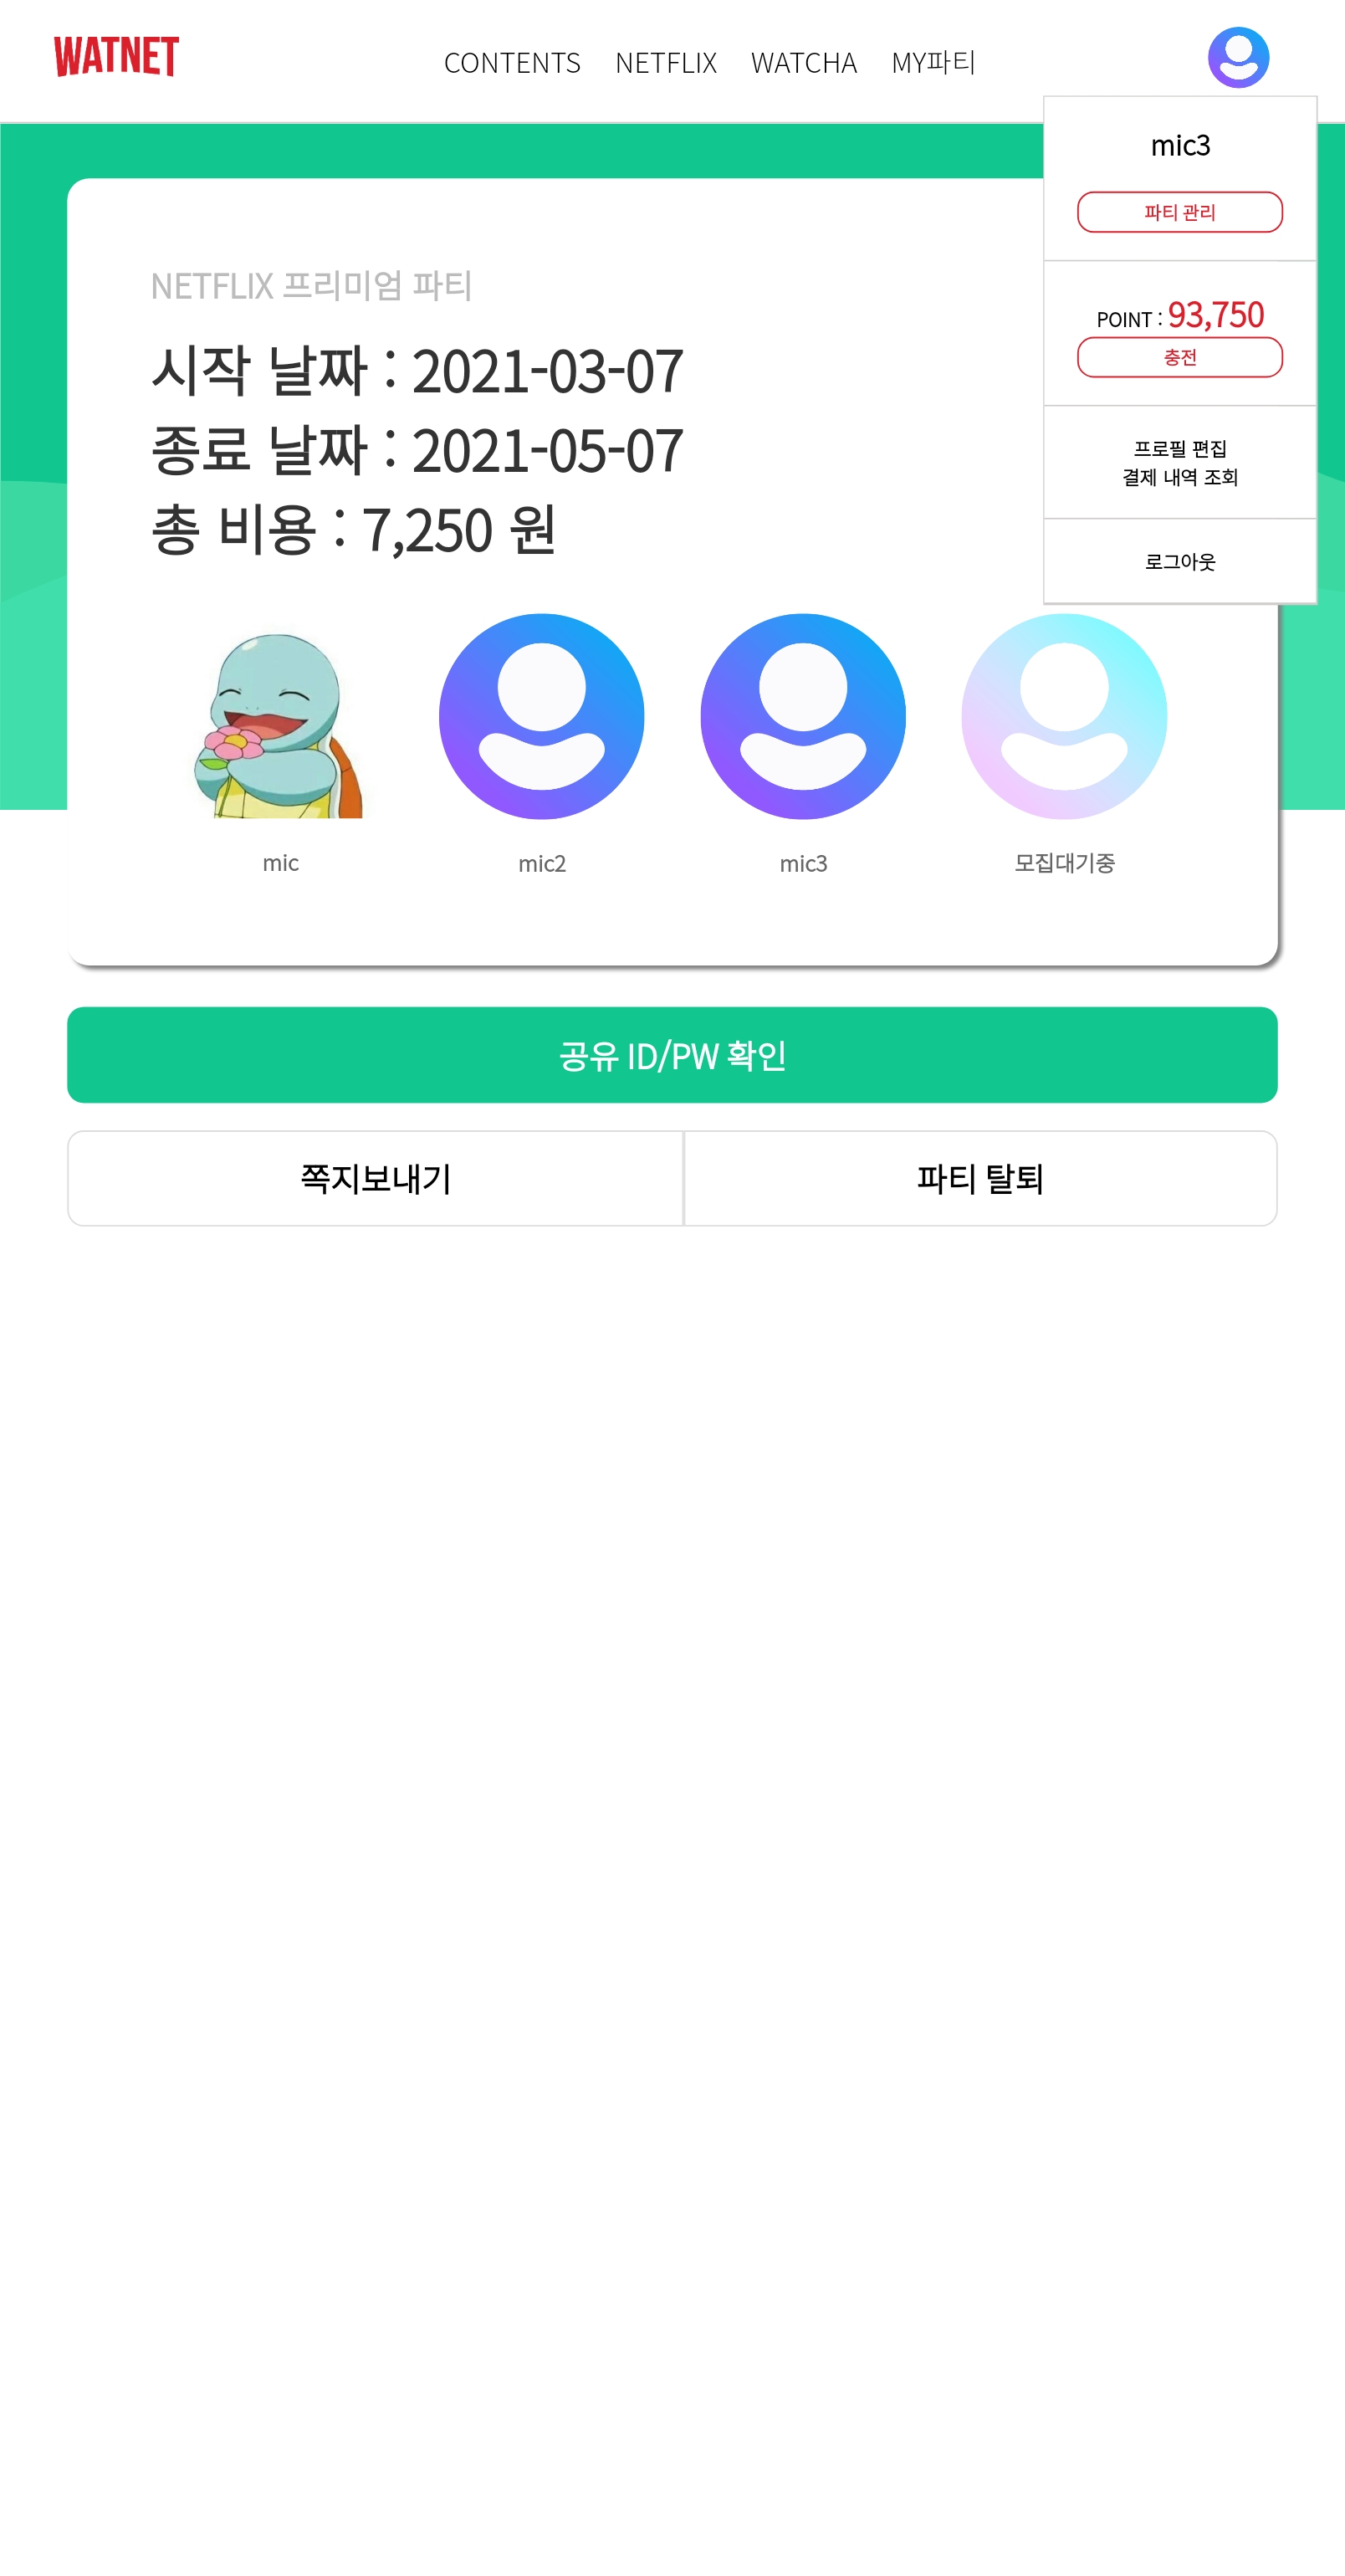 WATNET
CONTENTS NETFLIX WATCHA MY파티
mic3
파티 관리
POINT : 93,750
충전
프로필 편집
결제 내역 조회
로그아웃
NETFLIX 프리미엄 파티
시작 날짜 : 2021-03-07
종료 날짜 : 2021-05-07
총 비용 : 7,250 원
mic mic2 mic3 모집대기중
공유 ID/PW 확인
쪽지보내기 파티 탈퇴